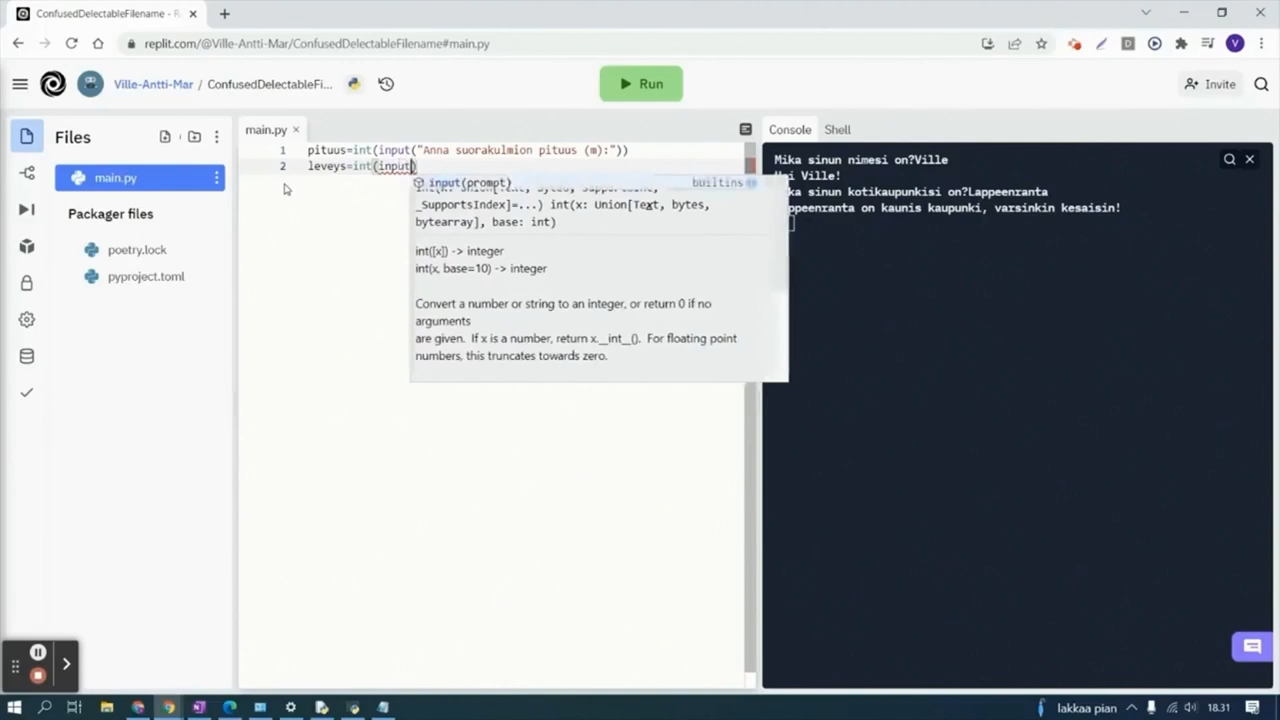 ConfusedDelectableFilename - R
replit.com/@Ville-Antti-Mar/ConfusedDelectableFilename#main.py
V
Ville-Antti-Mar / ConfusedDelectableFi...
Run
Invite
Files
main.py
Packager files
poetry.lock
pyproject.toml
main.py
1 pituus=int(input("Anna suorakulmion pituus (m):"))
2 leveys=int(input)
input(prompt) builtins
_SupportsIndex]=...) int(x: Union[Text, bytes,
bytearray], base: int)
int([x]) -> integer
int(x, base=10) -> integer
Convert a number or string to an integer, or return 0 if no
arguments
are given. If x is a number, return x.__int__(). For floating point
numbers, this truncates towards zero.
Console Shell
Mika sinun nimesi on?Ville
Ville!
sinun kotikaupunkisi on?Lappeenranta
on kaunis kaupunki, varsinkin kesaisin!
lakkaa pian
18.31